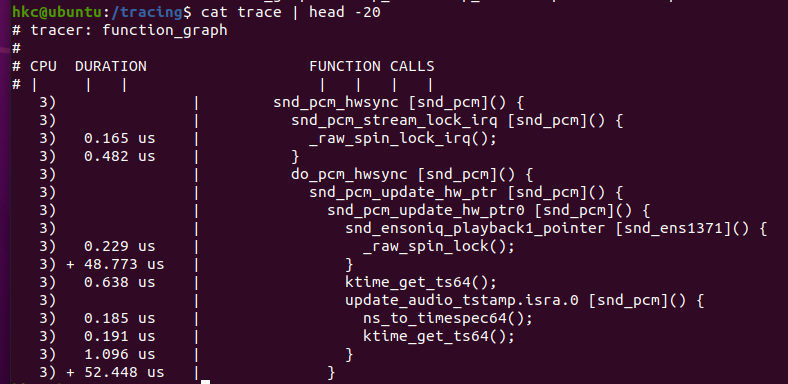 hkc@ubuntu:/tracing$ cat trace | head -20
# tracer: function_graph
#
# CPU  DURATION                  FUNCTION CALLS
# |     |   |                     |   |   |   |
   3)               |        snd_pcm_hwsync [snd_pcm]() {
   3)               |          snd_pcm_stream_lock_irq [snd_pcm]() {
   3)   0.165 us    |            _raw_spin_lock_irq();
   3)   0.482 us    |          }
   3)               |          do_pcm_hwsync [snd_pcm]() {
   3)               |            snd_pcm_update_hw_ptr [snd_pcm]() {
   3)               |              snd_pcm_update_hw_ptr0 [snd_pcm]() {
   3)               |                snd_ensoniq_playback1_pointer [snd_ens1371]() {
   3)   0.229 us    |                  _raw_spin_lock();
   3) + 48.773 us   |                }
   3)   0.638 us    |                ktime_get_ts64();
   3)               |                update_audio_tstamp.isra.0 [snd_pcm]() {
   3)   0.185 us    |                  ns_to_timespec64();
   3)   0.191 us    |                  ktime_get_ts64();
   3)   1.096 us    |                }
   3) + 52.448 us   |              }